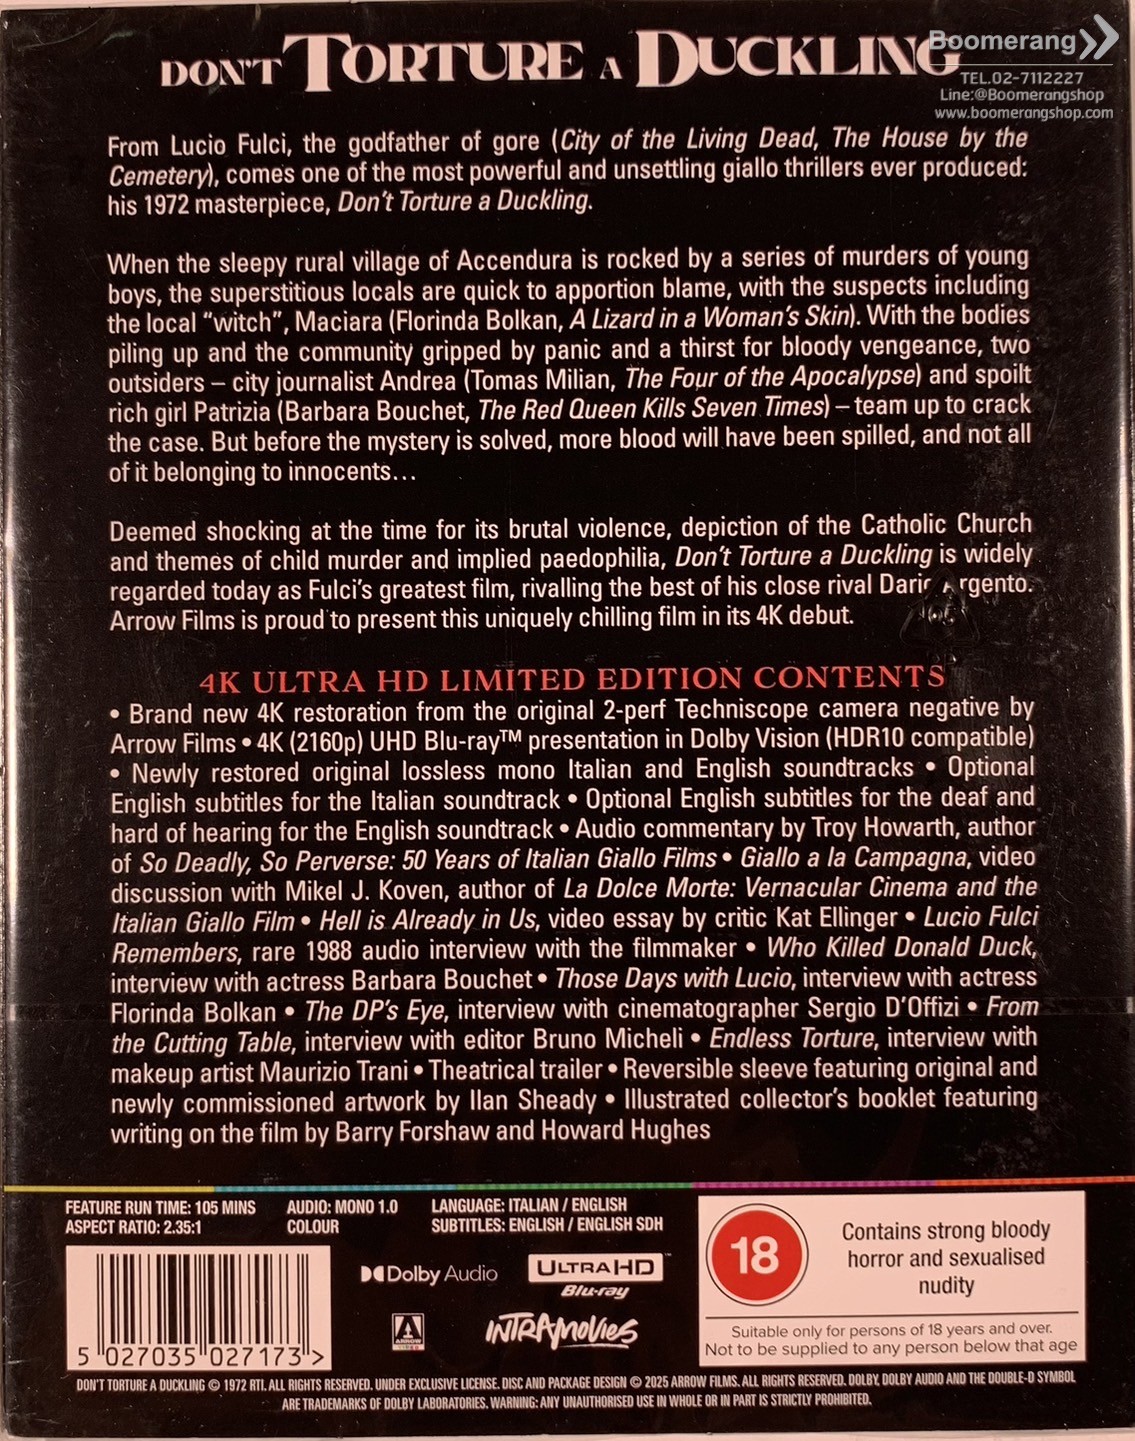 DON'T TORTURE A DUCKLING
Boomerang
TEL.02-7112227
Line:@Boomerangshop
www.boomerangshop.com
From Lucio Fulci, the godfather of gore (City of the Living Dead, The House by the
Cemetery), comes one of the most powerful and unsettling giallo thrillers ever produced:
his 1972 masterpiece, Don't Torture a Duckling.
When the sleepy rural village of Accendura is rocked by a series of murders of young
boys, the superstitious locals are quick to apportion blame, with the suspects including
the local "witch", Maciara (Florinda Bolkan, A Lizard in a Woman's Skin). With the bodies
piling up and the community gripped by panic and a thirst for bloody vengeance, two
outsiders – city journalist Andrea (Tomas Milian, The Four of the Apocalypse) and spoilt
rich girl Patrizia (Barbara Bouchet, The Red Queen Kills Seven Times) – team up to crack
the case. But before the mystery is solved, more blood will have been spilled, and not all
of it belonging to innocents...
Deemed shocking at the time for its brutal violence, depiction of the Catholic Church
and themes of child murder and implied paedophilia, Don't Torture a Duckling is widely
regarded today as Fulci's greatest film, rivalling the best of his close rival Dario Argento.
Arrow Films is proud to present this uniquely chilling film in its 4K debut.
4K ULTRA HD LIMITED EDITION CONTENTS
• Brand new 4K restoration from the original 2-perf Techniscope camera negative by
Arrow Films • 4K (2160p) UHD Blu-ray™ presentation in Dolby Vision (HDR10 compatible)
• Newly restored original lossless mono Italian and English soundtracks • Optional
English subtitles for the Italian soundtrack • Optional English subtitles for the deaf and
hard of hearing for the English soundtrack • Audio commentary by Troy Howarth, author
of So Deadly, So Perverse: 50 Years of Italian Giallo Films • Giallo a la Campagna, video
discussion with Mikel J. Koven, author of La Dolce Morte: Vernacular Cinema and the
Italian Giallo Film • Hell is Already in Us, video essay by critic Kat Ellinger • Lucio Fulci
Remembers, rare 1988 audio interview with the filmmaker • Who Killed Donald Duck,
interview with actress Barbara Bouchet • Those Days with Lucio, interview with actress
Florinda Bolkan • The DP's Eye, interview with cinematographer Sergio D'Offizi • From
the Cutting Table, interview with editor Bruno Micheli • Endless Torture, interview with
makeup artist Maurizio Trani • Theatrical trailer • Reversible sleeve featuring original and
newly commissioned artwork by Ilan Sheady • Illustrated collector's booklet featuring
writing on the film by Barry Forshaw and Howard Hughes
FEATURE RUN TIME: 105 MINS AUDIO: MONO 1.0 LANGUAGE: ITALIAN / ENGLISH
ASPECT RATIO: 2.35:1 COLOUR SUBTITLES: ENGLISH / ENGLISH SDH
18
Contains strong bloody
horror and sexualised
nudity
Suitable only for persons of 18 years and over.
Not to be supplied to any person below that age
Dolby Audio
ULTRA HD
Blu-ray
ARROW
VIDEO
INTRAMOVIES
5 027035 027173 >
DON'T TORTURE A DUCKLING © 1972 RTI. ALL RIGHTS RESERVED. UNDER EXCLUSIVE LICENSE. DISC AND PACKAGE DESIGN © 2025 ARROW FILMS. ALL RIGHTS RESERVED. DOLBY, DOLBY AUDIO AND THE DOUBLE-D SYMBOL
ARE TRADEMARKS OF DOLBY LABORATORIES. WARNING: ANY UNAUTHORISED USE IN WHOLE OR IN PART IS STRICTLY PROHIBITED.